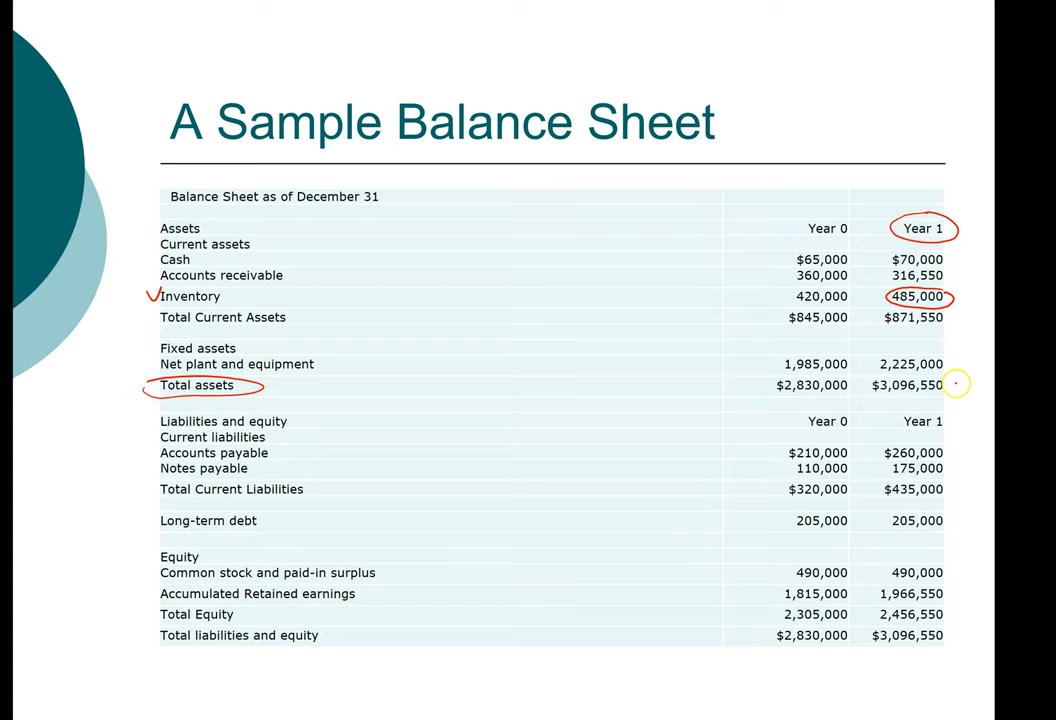 A Sample Balance Sheet
Balance Sheet as of December 31
Assets Year 0 Year 1
Current assets
Cash $65,000 $70,000
Accounts receivable 360,000 316,550
Inventory 420,000 485,000
Total Current Assets $845,000 $871,550
Fixed assets
Net plant and equipment 1,985,000 2,225,000
Total assets $2,830,000 $3,096,550
Liabilities and equity Year 0 Year 1
Current liabilities
Accounts payable $210,000 $260,000
Notes payable 110,000 175,000
Total Current Liabilities $320,000 $435,000
Long-term debt 205,000 205,000
Equity
Common stock and paid-in surplus 490,000 490,000
Accumulated Retained earnings 1,815,000 1,966,550
Total Equity 2,305,000 2,456,550
Total liabilities and equity $2,830,000 $3,096,550